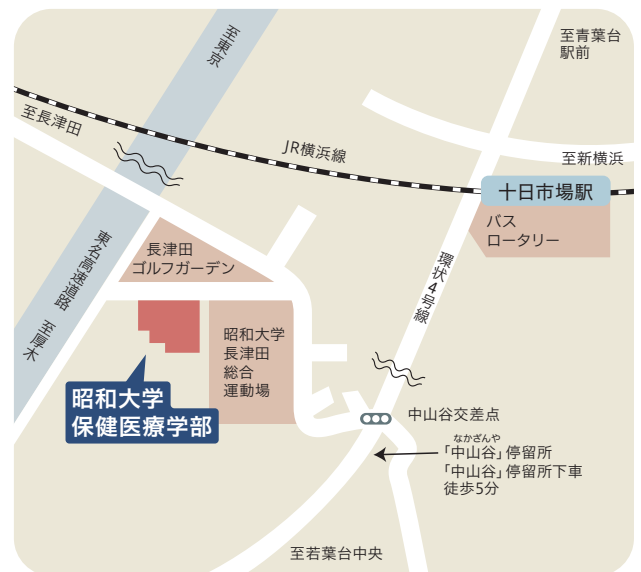 至東京
至青葉台
駅前
至長津田
JR横浜線
至新横浜
十日市場駅
バス
ロータリー
長津田
ゴルフガーデン
東名高速道路
至厚木
環状4号線
昭和大学
長津田
総合
運動場
昭和大学
保健医療学部
中山谷交差点
なかざんや
「中山谷」停留所
「中山谷」停留所下車
徒歩5分
至若葉台中央